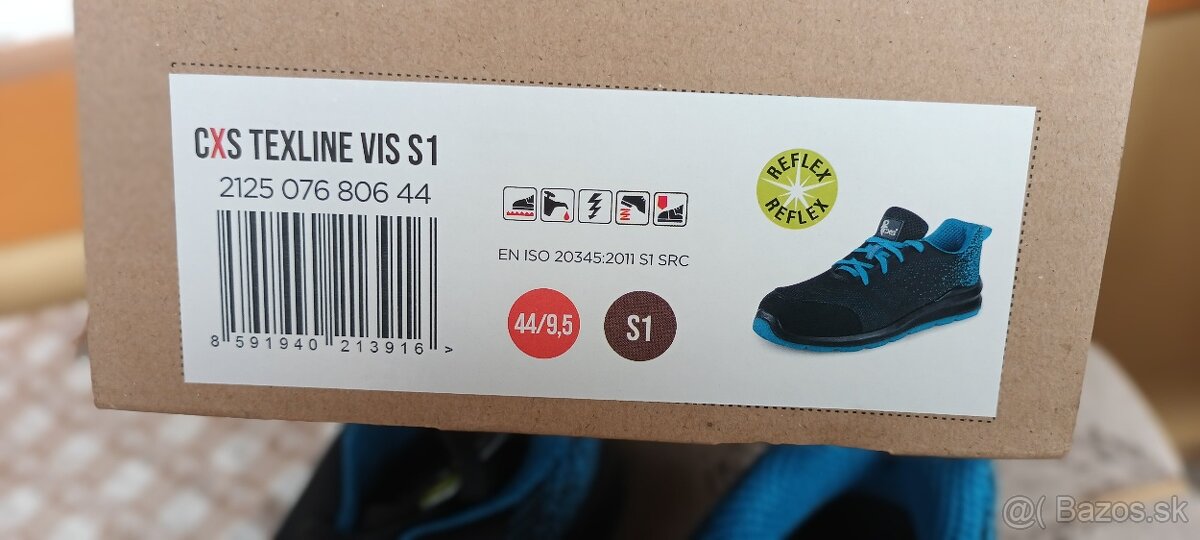 CXS TEXLINE VIS S1
2125 076 806 44
8 591940 213916 >
EN ISO 20345:2011 S1 SRC
44/9,5
S1
REFLEX
REFLEX
@( Bazos.sk